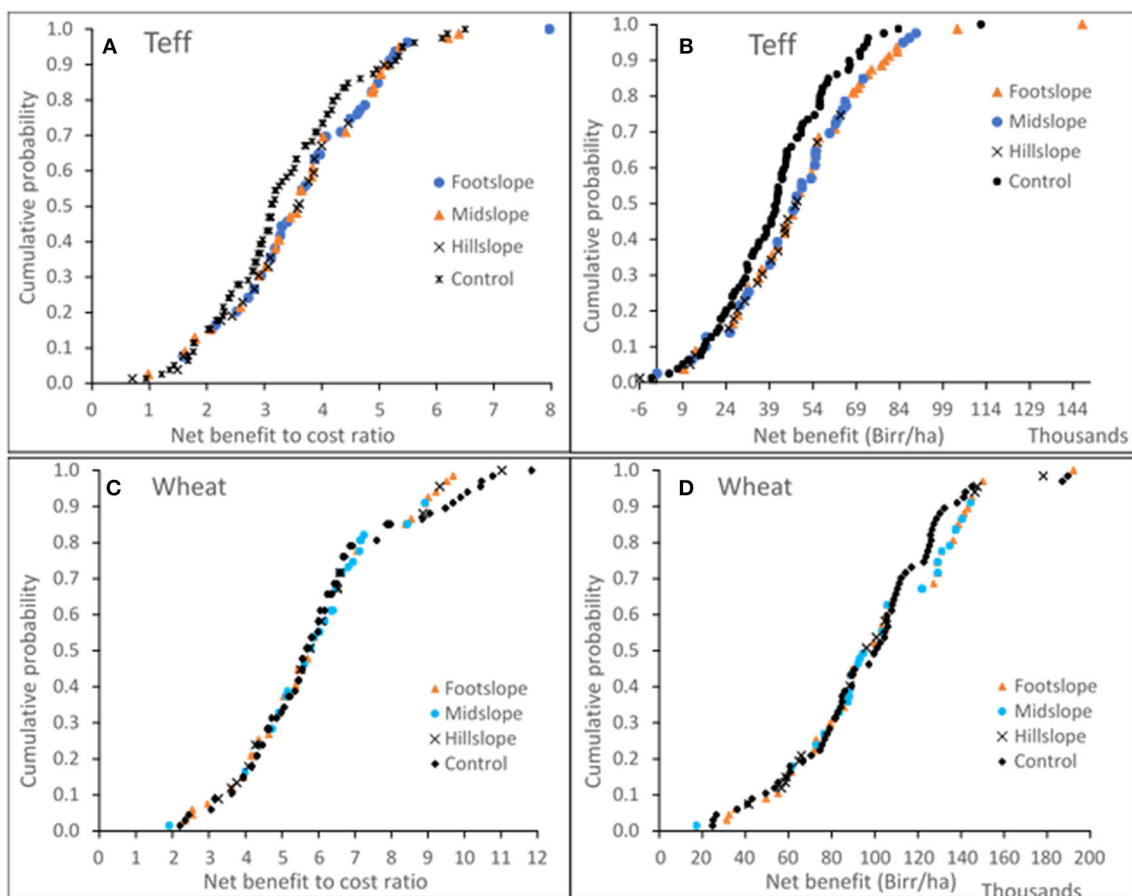 A Teff
Cumulative probability
1.0
0.9
0.8
0.7
0.6
0.5
0.4
0.3
0.2
0.1
0.0
Footslope
Midslope
Hillslope
Control
0 1 2 3 4 5 6 7 8
Net benefit to cost ratio
B Teff
Cumulative probability
1.0
0.9
0.8
0.7
0.6
0.5
0.4
0.3
0.2
0.1
0.0
Footslope
Midslope
Hillslope
Control
-6 9 24 39 54 69 84 99 114 129 144
Net benefit (Birr/ha) Thousands
C Wheat
Cumulative probability
1.0
0.9
0.8
0.7
0.6
0.5
0.4
0.3
0.2
0.1
0.0
Footslope
Midslope
Hillslope
Control
0 1 2 3 4 5 6 7 8 9 10 11 12
Net benefit to cost ratio
D Wheat
Cumulative probability
1.0
0.9
0.8
0.7
0.6
0.5
0.4
0.3
0.2
0.1
0.0
Footslope
Midslope
Hillslope
Control
0 20 40 60 80 100 120 140 160 180 200
Net benefit (Birr/ha) Thousands